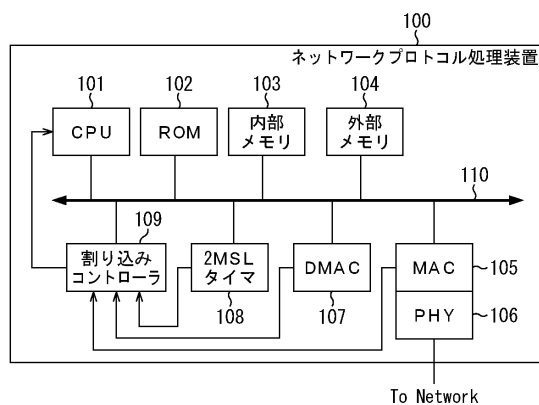 100
ネットワークプロトコル処理装置
101
102
103
104
CPU
ROM
内部
メモリ
外部
メモリ
110
109
割り込み
コントローラ
2MSL
タイマ
DMAC
MAC
105
108
107
PHY
106
To Network